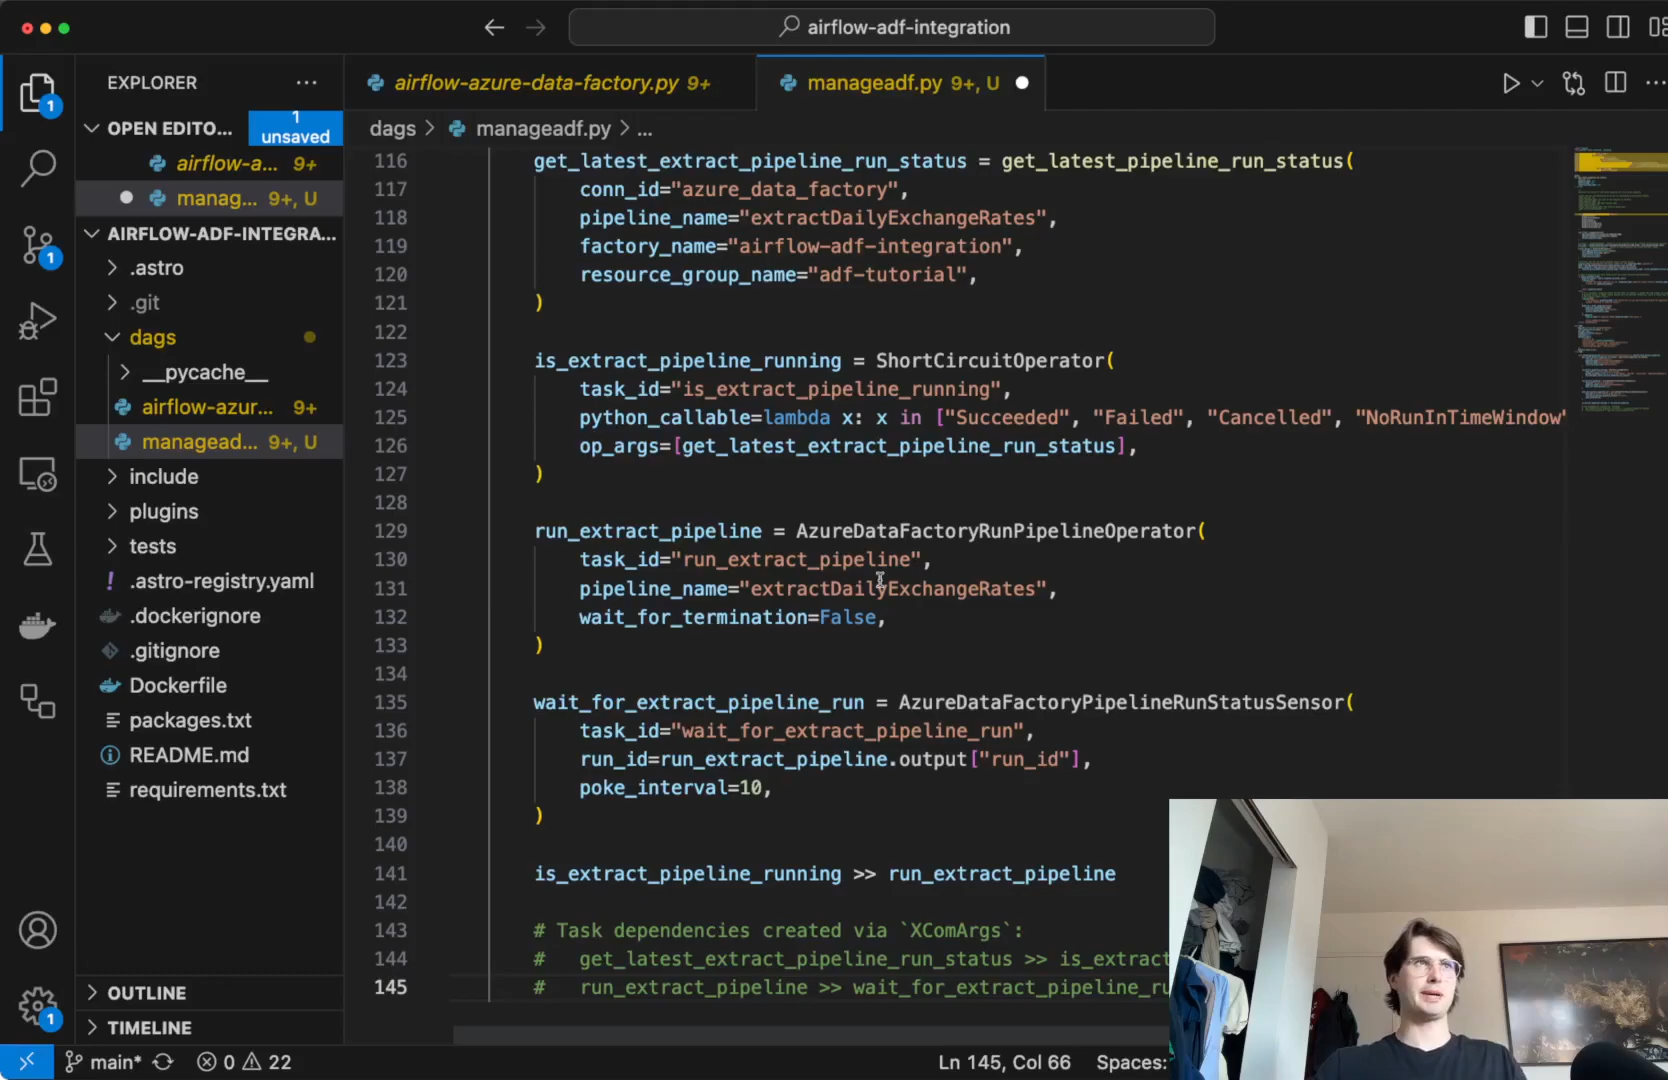 airflow-adf-integration
EXPLORER
airflow-azure-data-factory.py 9+
manageadf.py 9+, U
OPEN EDITO...
1 unsaved
dags > manageadf.py > ...
airflow-a... 9+
manag... 9+, U
AIRFLOW-ADF-INTEGRA...
.astro
.git
dags
__pycache__
airflow-azur... 9+
managead... 9+, U
include
plugins
tests
.astro-registry.yaml
.dockerignore
.gitignore
Dockerfile
packages.txt
README.md
requirements.txt
OUTLINE
TIMELINE
116 get_latest_extract_pipeline_run_status = get_latest_pipeline_run_status(
117 conn_id="azure_data_factory",
118 pipeline_name="extractDailyExchangeRates",
119 factory_name="airflow-adf-integration",
120 resource_group_name="adf-tutorial",
121 )
122
123 is_extract_pipeline_running = ShortCircuitOperator(
124 task_id="is_extract_pipeline_running",
125 python_callable=lambda x: x in ["Succeeded", "Failed", "Cancelled", "NoRunInTimeWindow"
126 op_args=[get_latest_extract_pipeline_run_status],
127 )
128
129 run_extract_pipeline = AzureDataFactoryRunPipelineOperator(
130 task_id="run_extract_pipeline",
131 pipeline_name="extractDailyExchangeRates",
132 wait_for_termination=False,
133 )
134
135 wait_for_extract_pipeline_run = AzureDataFactoryPipelineRunStatusSensor(
136 task_id="wait_for_extract_pipeline_run",
137 run_id=run_extract_pipeline.output["run_id"],
138 poke_interval=10,
139 )
140
141 is_extract_pipeline_running >> run_extract_pipeline
142
143 # Task dependencies created via `XComArgs`:
144 # get_latest_extract_pipeline_run_status >> is_extract
145 # run_extract_pipeline >> wait_for_extract_pipeline_ru
1
1
1
main* 0 22
Ln 145, Col 66 Spaces: